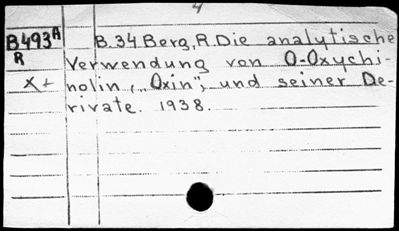 4
B493A B.34 Berg, R. Die analytische
R Verwendung von O-Oxychi-
X+ nolin („Oxin", und seiner De-
rivate. 1938.